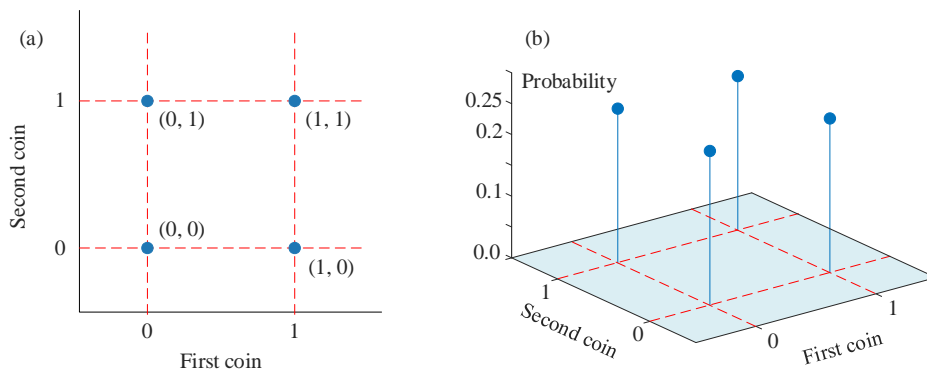 (a)
Second coin
1
(0, 1)
(1, 1)
(0, 0)
0
(1, 0)
0
1
First coin
(b)
Probability
0.25
0.2
0.1
0.0
1
0
Second coin
0
1
First coin